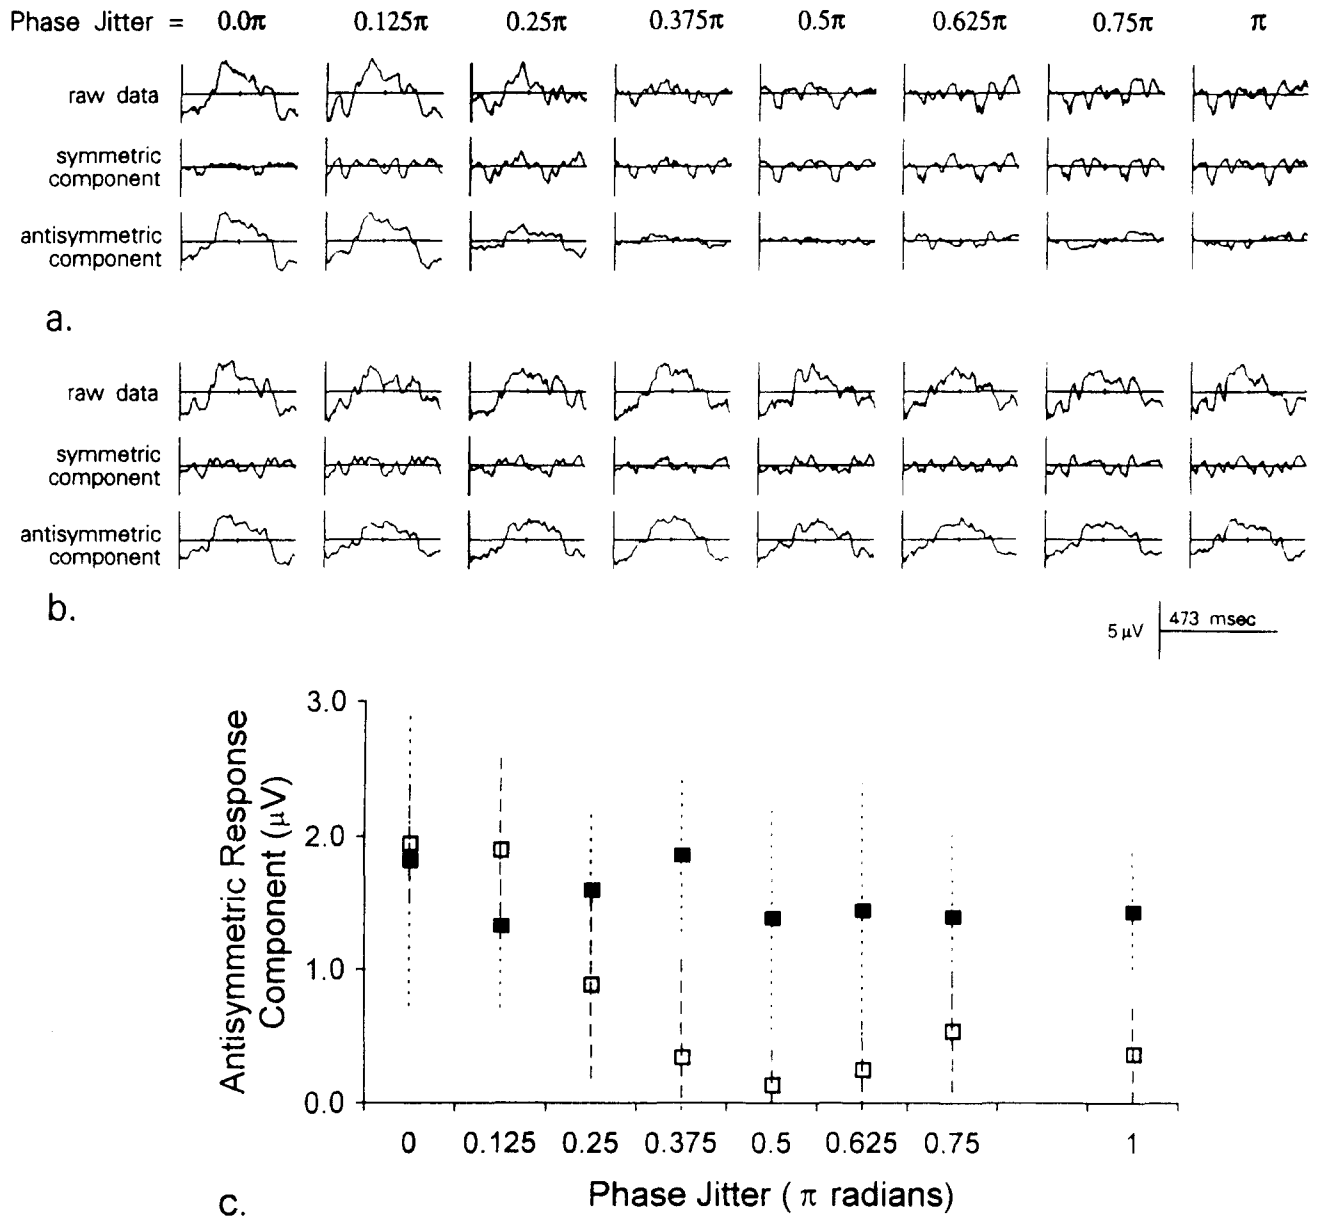 Phase Jitter = 0.0π 0.125π 0.25π 0.375π 0.5π 0.625π 0.75π π
raw data
symmetric
component
antisymmetric
component
a.
raw data
symmetric
component
antisymmetric
component
b.
5 μV 473 msec
Antisymmetric Response
Component (μV)
3.0
2.0
1.0
0.0
0 0.125 0.25 0.375 0.5 0.625 0.75 1
Phase Jitter ( π radians)
c.